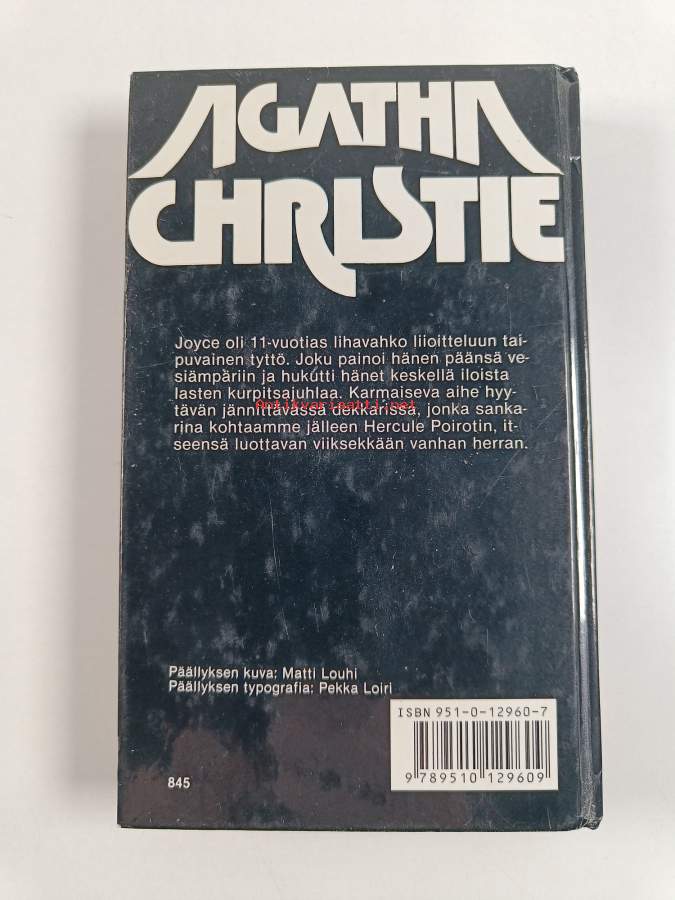 AGATHA
CHRISTIE
Joyce oli 11-vuotias lihavahko liioitteluun tai-
puvainen tyttö. Joku painoi hänen päänsä ve-
siämpäriin ja hukutti hänet keskellä iloista
lasten kurpitsajuhlaa. Karmaiseva aihe hyy-
Antikvariaatti.net
tävän jännittävässä dekkarissa, jonka sanka-
rina kohtaamme jälleen Hercule Poirotin, it-
seensä luottavan viiksekkään vanhan herran.
Päällyksen kuva: Matti Louhi
Päällyksen typografia: Pekka Loiri
ISBN 951-0-12960-7
9 789510 129609
845